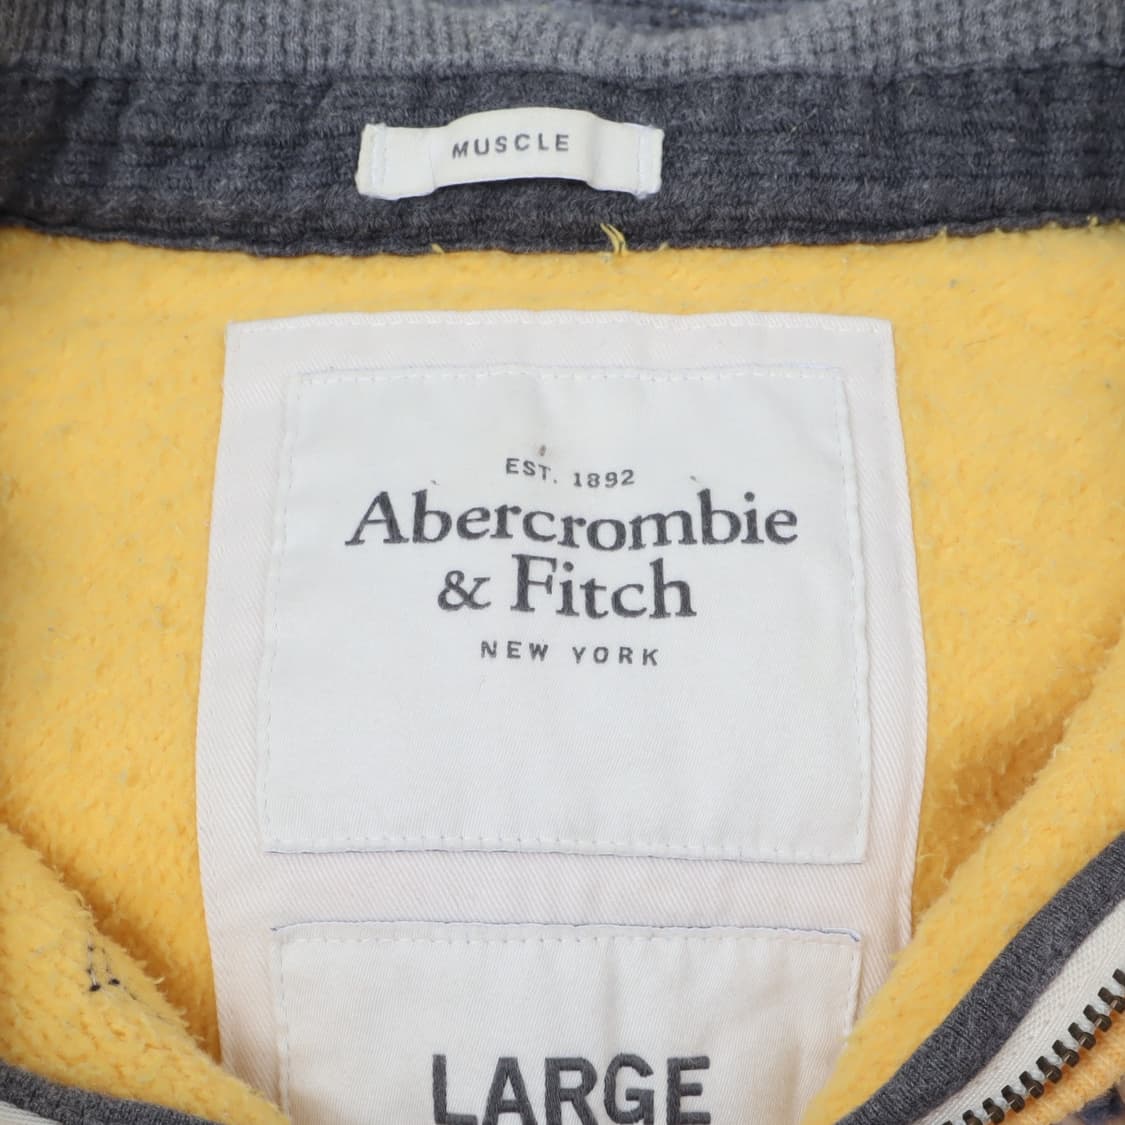 MUSCLE
EST. 1892
Abercrombie
& Fitch
NEW YORK
LARGE